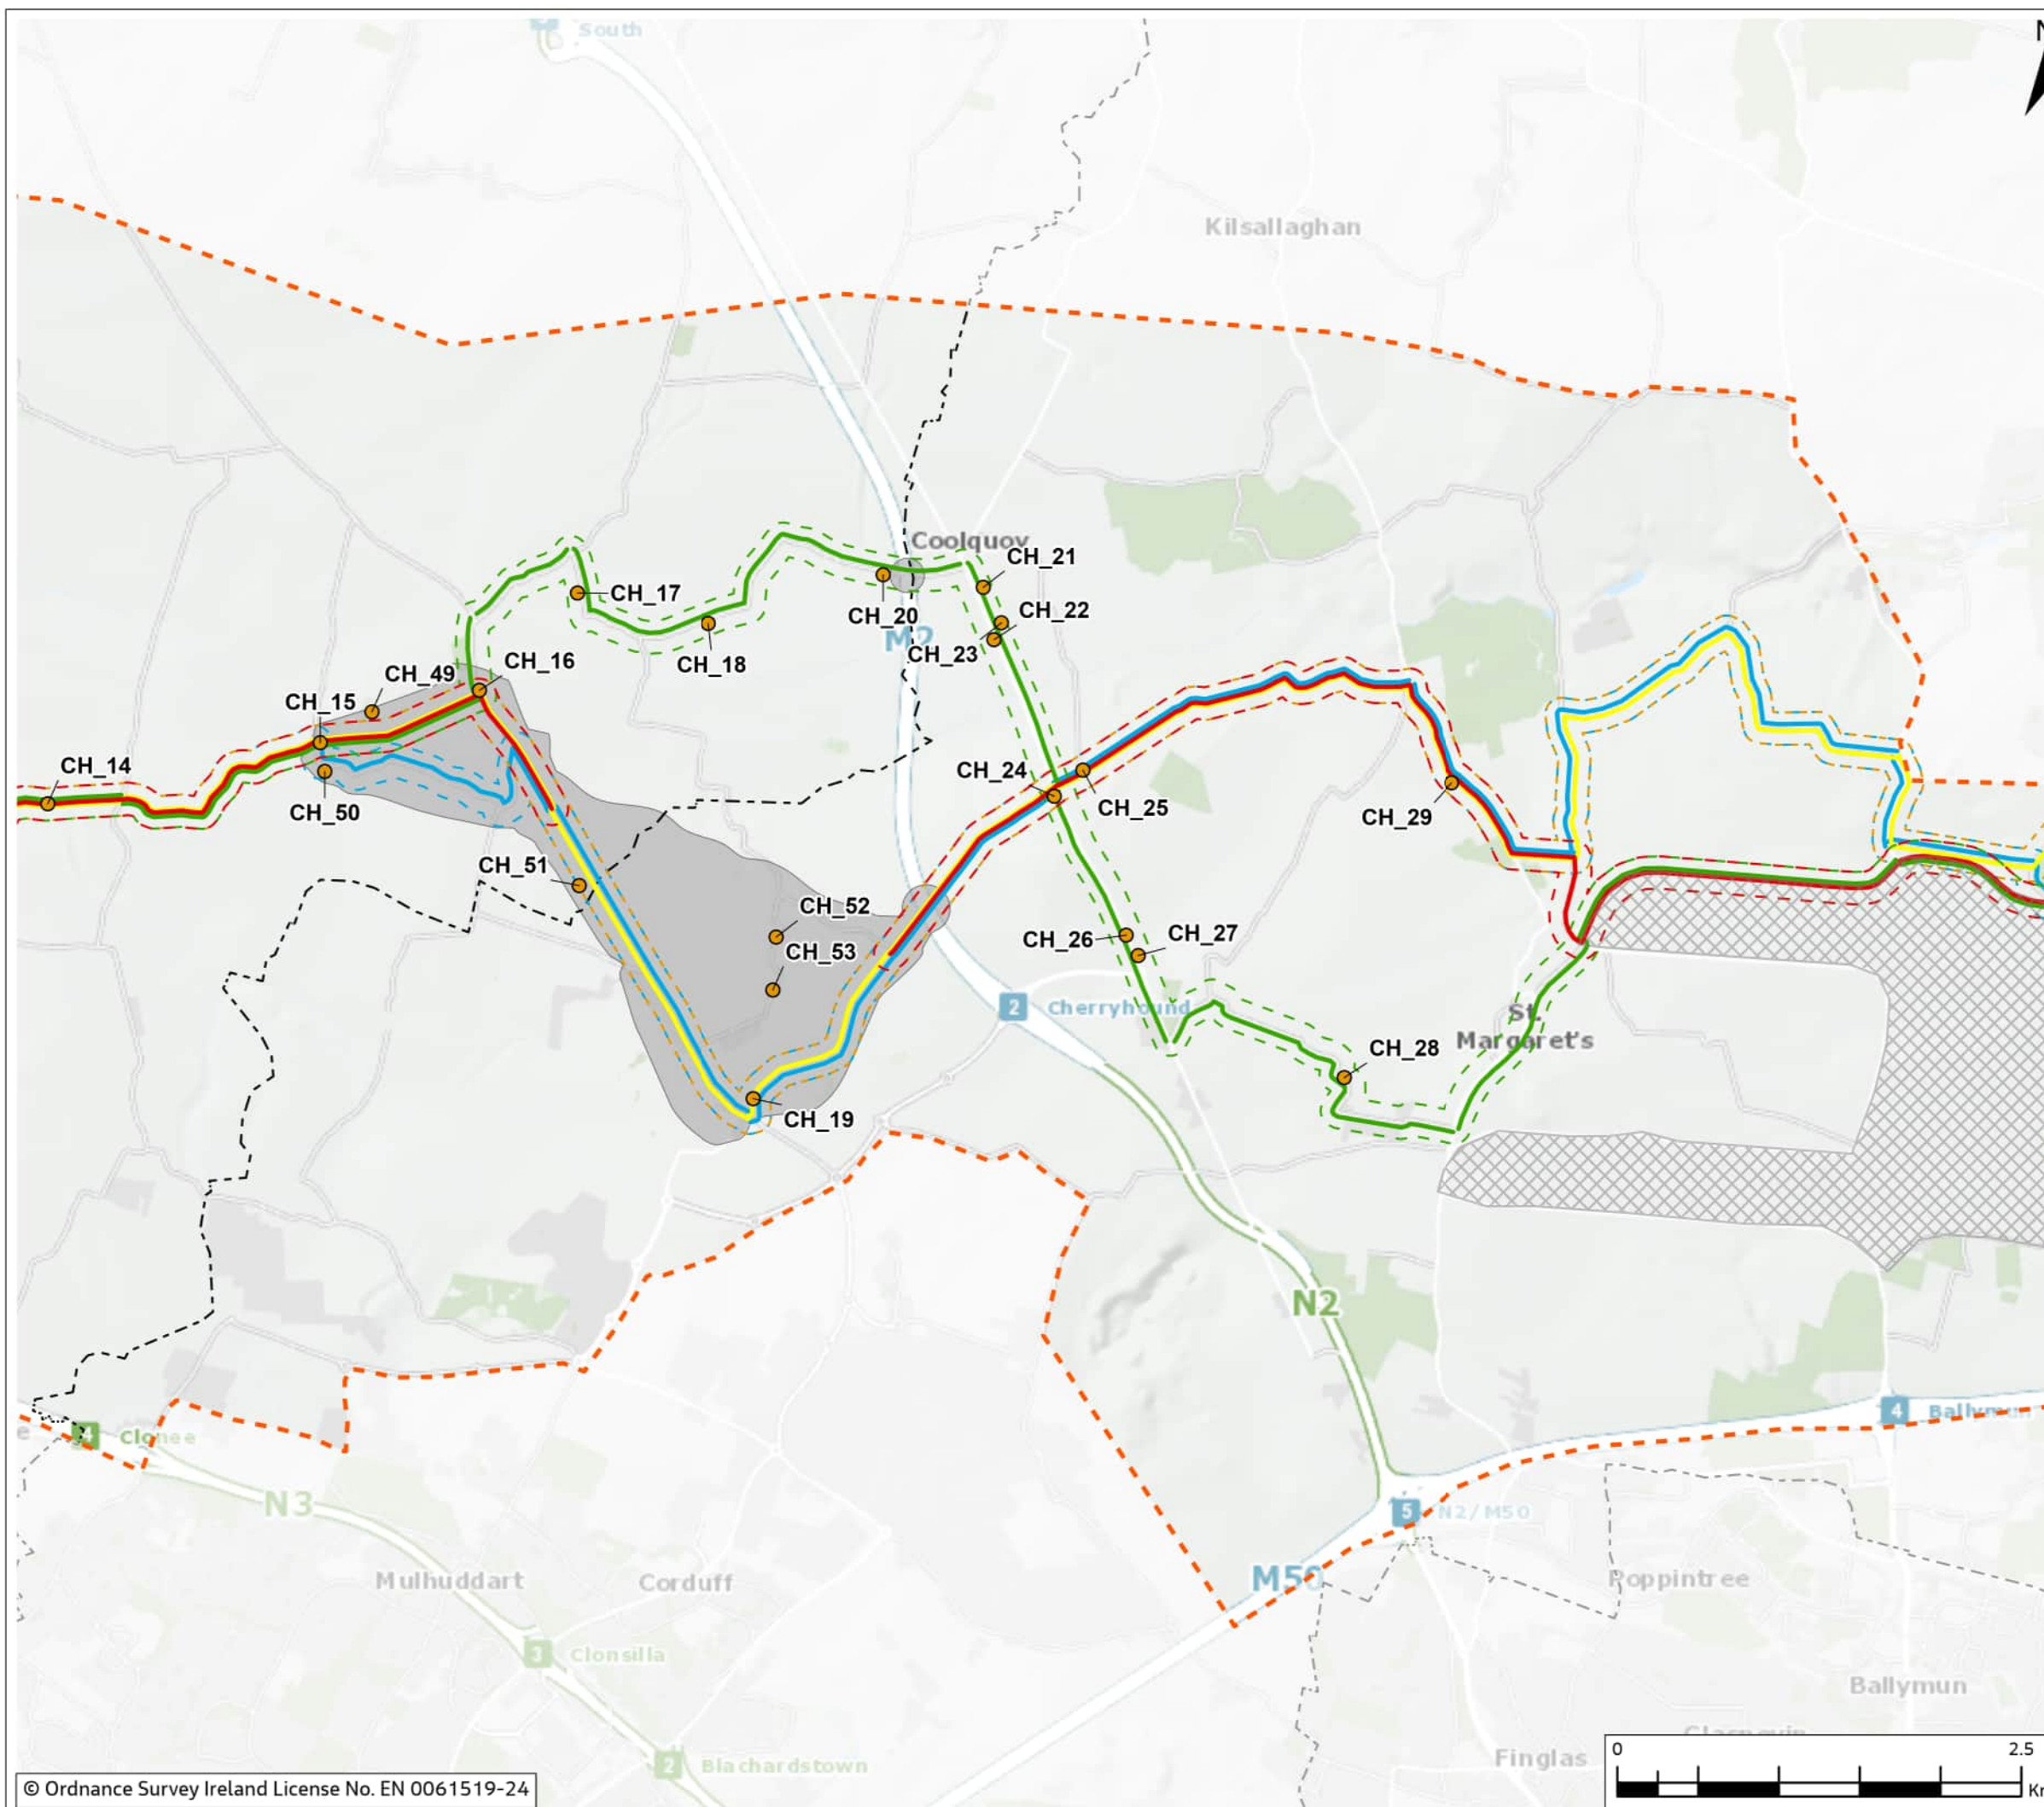 South
N
Kilsallaghan
Coolquoy
CH_21
CH_17
CH_20
CH_22
M2
CH_23
CH_18
CH_16
CH_49
CH_15
CH_14
CH_24
CH_50
CH_25
CH_29
CH_51
CH_52
CH_26
CH_27
CH_53
2 Cherryhound
St.
Margaret's
CH_28
CH_19
N2
4 Clonee
4 Ballymun
N3
5 N2/M50
M50
Mulhuddart
Corduff
Poppintree
3 Clonsilla
Ballymun
Finglas
2 Blachardstown
0 2.5
© Ordnance Survey Ireland License No. EN 0061519-24